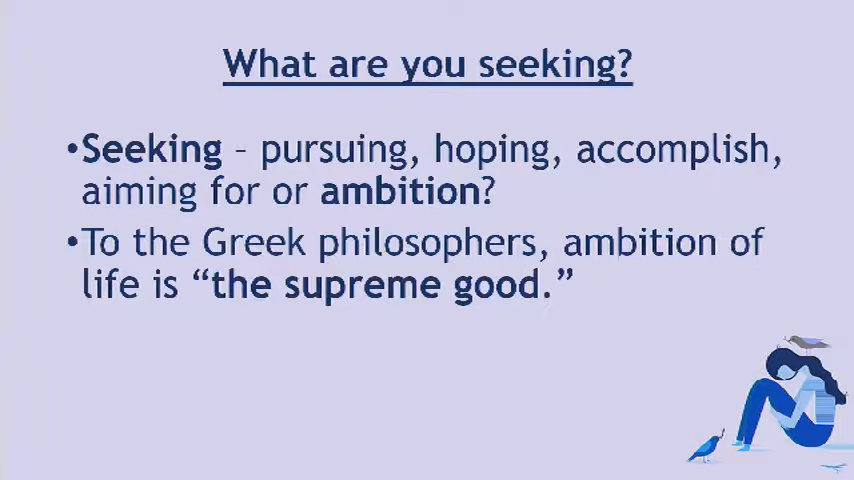 What are you seeking?
•Seeking – pursuing, hoping, accomplish,
aiming for or ambition?
•To the Greek philosophers, ambition of
life is “the supreme good.”